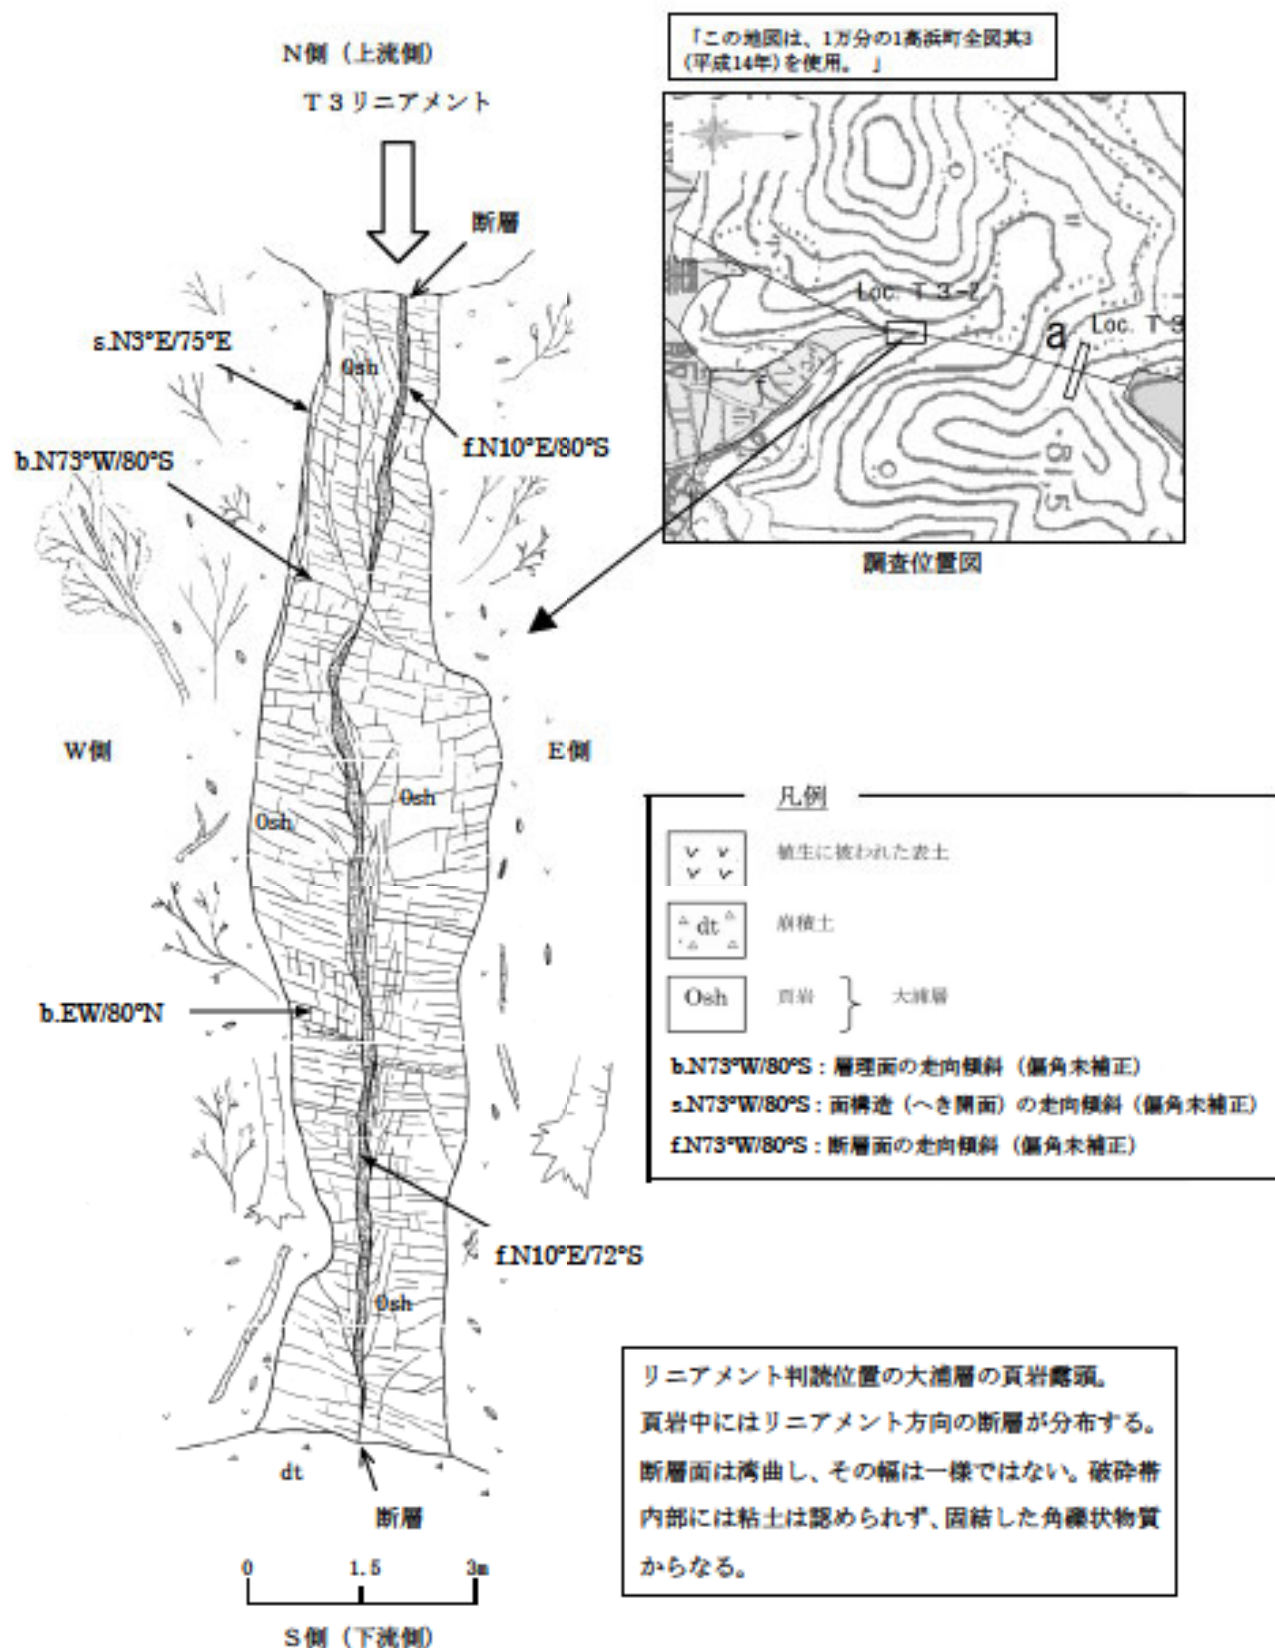 N側（上流側）
T3リニアメント
断層
s.N3°E/75°E
Osh
f.N10°E/80°S
b.N73°W/80°S
W側
E側
Osh
Osh
b.EW/80°N
f.N10°E/72°S
Osh
dt
断層
0 1.5 3m
S側（下流側）
「この地図は、1万分の1高浜町全図其3
(平成14年)を使用。 」
Loc. T 3-2
a
Loc. T 3
81.5
調査位置図
凡例
植生に被われた表土
dt
崩積土
Osh
頁岩
大浦層
b.N73°W/80°S：層理面の走向傾斜（偏角未補正）
s.N73°W/80°S：面構造（へき開面）の走向傾斜（偏角未補正）
f.N73°W/80°S：断層面の走向傾斜（偏角未補正）
リニアメント判読位置の大浦層の頁岩露頭。
頁岩中にはリニアメント方向の断層が分布する。
断層面は湾曲し、その幅は一様ではない。破砕帯
内部には粘土は認められず、固結した角礫状物質
からなる。